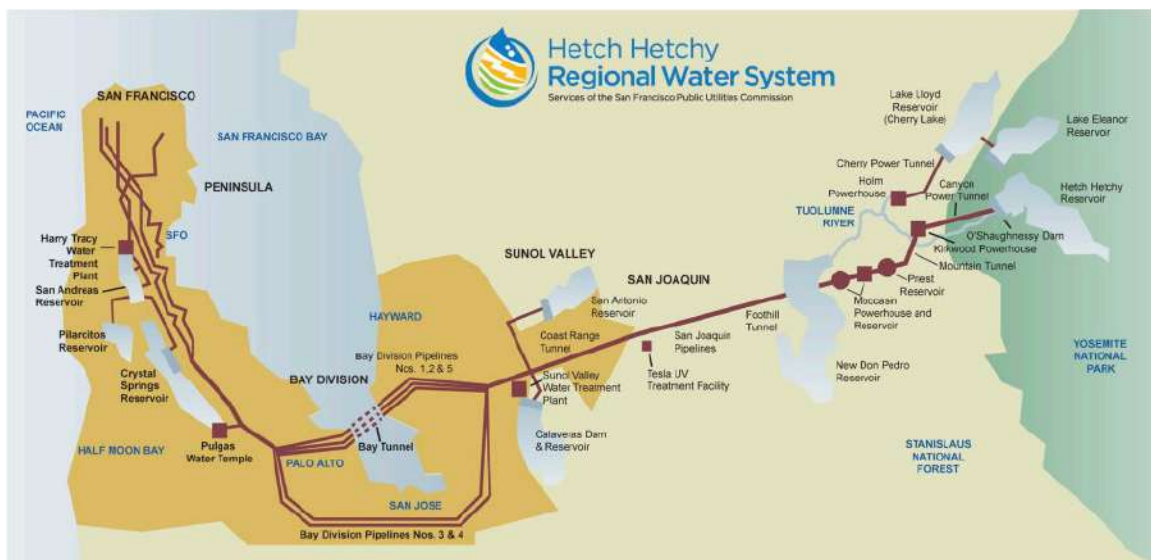 Hetch Hetchy
Regional Water System
Services of the San Francisco Public Utilities Commission
SAN FRANCISCO
PACIFIC
OCEAN
SAN FRANCISCO BAY
PENINSULA
SFO
Harry Tracy
Water
Treatment
Plant
San Andreas
Reservoir
Pilarcitos
Reservoir
Crystal
Springs
Reservoir
HALF MOON BAY
Pulgas
Water Temple
PALO ALTO
BAY DIVISION
Bay Division Pipelines
Nos. 1,2 & 5
Bay Tunnel
SAN JOSE
Bay Division Pipelines Nos. 3 & 4
HAYWARD
SUNOL VALLEY
San Antonio
Reservoir
Coast Range
Tunnel
Sunol Valley
Water Treatment
Plant
Calaveras Dam
& Reservoir
SAN JOAQUIN
San Joaquin
Pipelines
Tesla UV
Treatment Facility
Foothill
Tunnel
New Don Pedro
Reservoir
Moccasin
Powerhouse and
Reservoir
Priest
Reservoir
Mountain Tunnel
Kirkwood Powerhouse
O'Shaughnessy Dam
TUOLUMNE
RIVER
Holm
Powerhouse
Cherry Power Tunnel
Canyon
Power Tunnel
Lake Lloyd
Reservoir
(Cherry Lake)
Lake Eleanor
Reservoir
Hetch Hetchy
Reservoir
YOSEMITE
NATIONAL
PARK
STANISLAUS
NATIONAL
FOREST